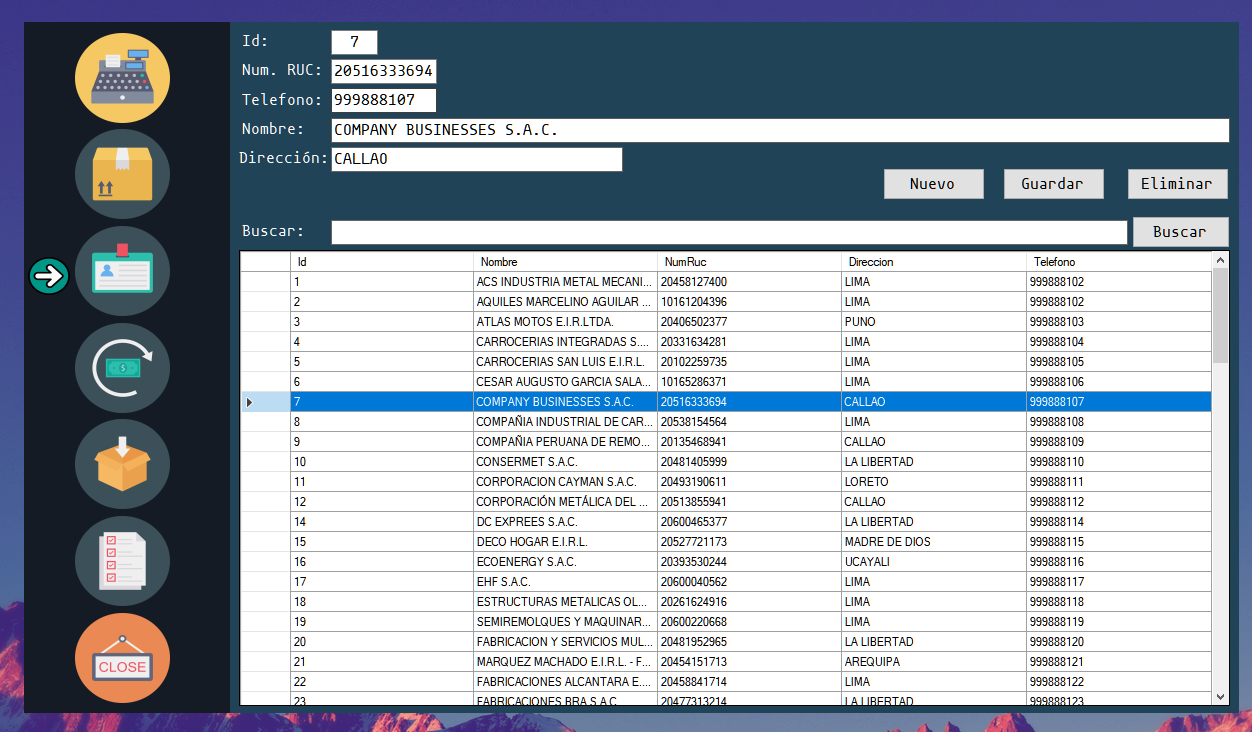 Id: 7
Num. RUC: 20516333694
Telefono: 999888107
Nombre: COMPANY BUSINESSES S.A.C.
Dirección: CALLAO
Nuevo Guardar Eliminar
Buscar: Buscar
Id Nombre NumRuc Direccion Telefono
1 ACS INDUSTRIA METAL MECANI... 20458127400 LIMA 999888102
2 AQUILES MARCELINO AGUILAR ... 10161204396 LIMA 999888102
3 ATLAS MOTOS E.I.R.LTDA. 20406502377 PUNO 999888103
4 CARROCERIAS INTEGRADAS S.... 20331634281 LIMA 999888104
5 CARROCERIAS SAN LUIS E.I.R.L. 20102259735 LIMA 999888105
6 CESAR AUGUSTO GARCIA SALA... 10165286371 LIMA 999888106
7 COMPANY BUSINESSES S.A.C. 20516333694 CALLAO 999888107
8 COMPAÑIA INDUSTRIAL DE CAR... 20538154564 LIMA 999888108
9 COMPAÑIA PERUANA DE REMO... 20135468941 CALLAO 999888109
10 CONSERMET S.A.C. 20481405999 LA LIBERTAD 999888110
11 CORPORACION CAYMAN S.A.C. 20493190611 LORETO 999888111
12 CORPORACIÓN METÁLICA DEL ... 20513855941 CALLAO 999888112
14 DC EXPREES S.A.C. 20600465377 LA LIBERTAD 999888114
15 DECO HOGAR E.I.R.L. 20527721173 MADRE DE DIOS 999888115
16 ECOENERGY S.A.C. 20393530244 UCAYALI 999888116
17 EHF S.A.C. 20600040562 LIMA 999888117
18 ESTRUCTURAS METALICAS OL... 20261624916 LIMA 999888118
19 SEMIREMOLQUES Y MAQUINAR... 20600220668 LIMA 999888119
20 FABRICACION Y SERVICIOS MUL... 20481952965 LA LIBERTAD 999888120
21 MARQUEZ MACHADO E.I.R.L. - F... 20454151713 AREQUIPA 999888121
22 FABRICACIONES ALCANTARA E.... 20458841714 LIMA 999888122
23 FABRICACIONES BRA S.A.C. 20477313214 LA LIBERTAD 999888123
CLOSE